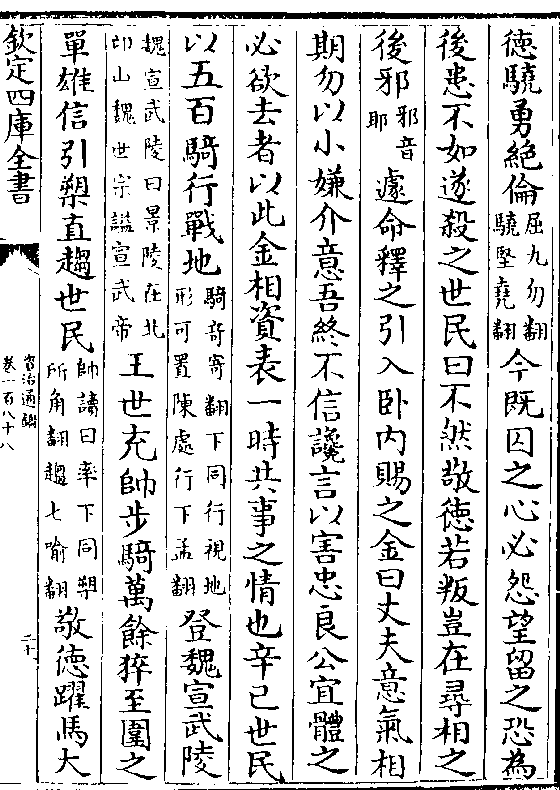 德驍勇絶倫屈九勿翻驍堅堯翻今既囚之心必怨望留之恐為
後患不如遂殺之世民曰不然敬德若叛豈在尋相之
後邪邪音耶遽命釋之引入卧内賜之金曰丈夫意氣相
期勿以小嫌介意吾終不信讒言以害忠良公宜體之
必欲去者以此金相資表一時共事之情也辛已世民
以五百騎行戰地騎奇寄翻下同行視地形可置陳處行下孟翻登魏宣武陵
魏宣武陵曰景陵在北邙山魏世宗諡宣武帝王世充帥步騎萬餘猝至圍之
單雄信引槊直趨世民帥讀曰率下同槊所角翻趨七喻翻敬德躍馬大
欽定四庫全書
資治通鑑
卷一百八十八
二十